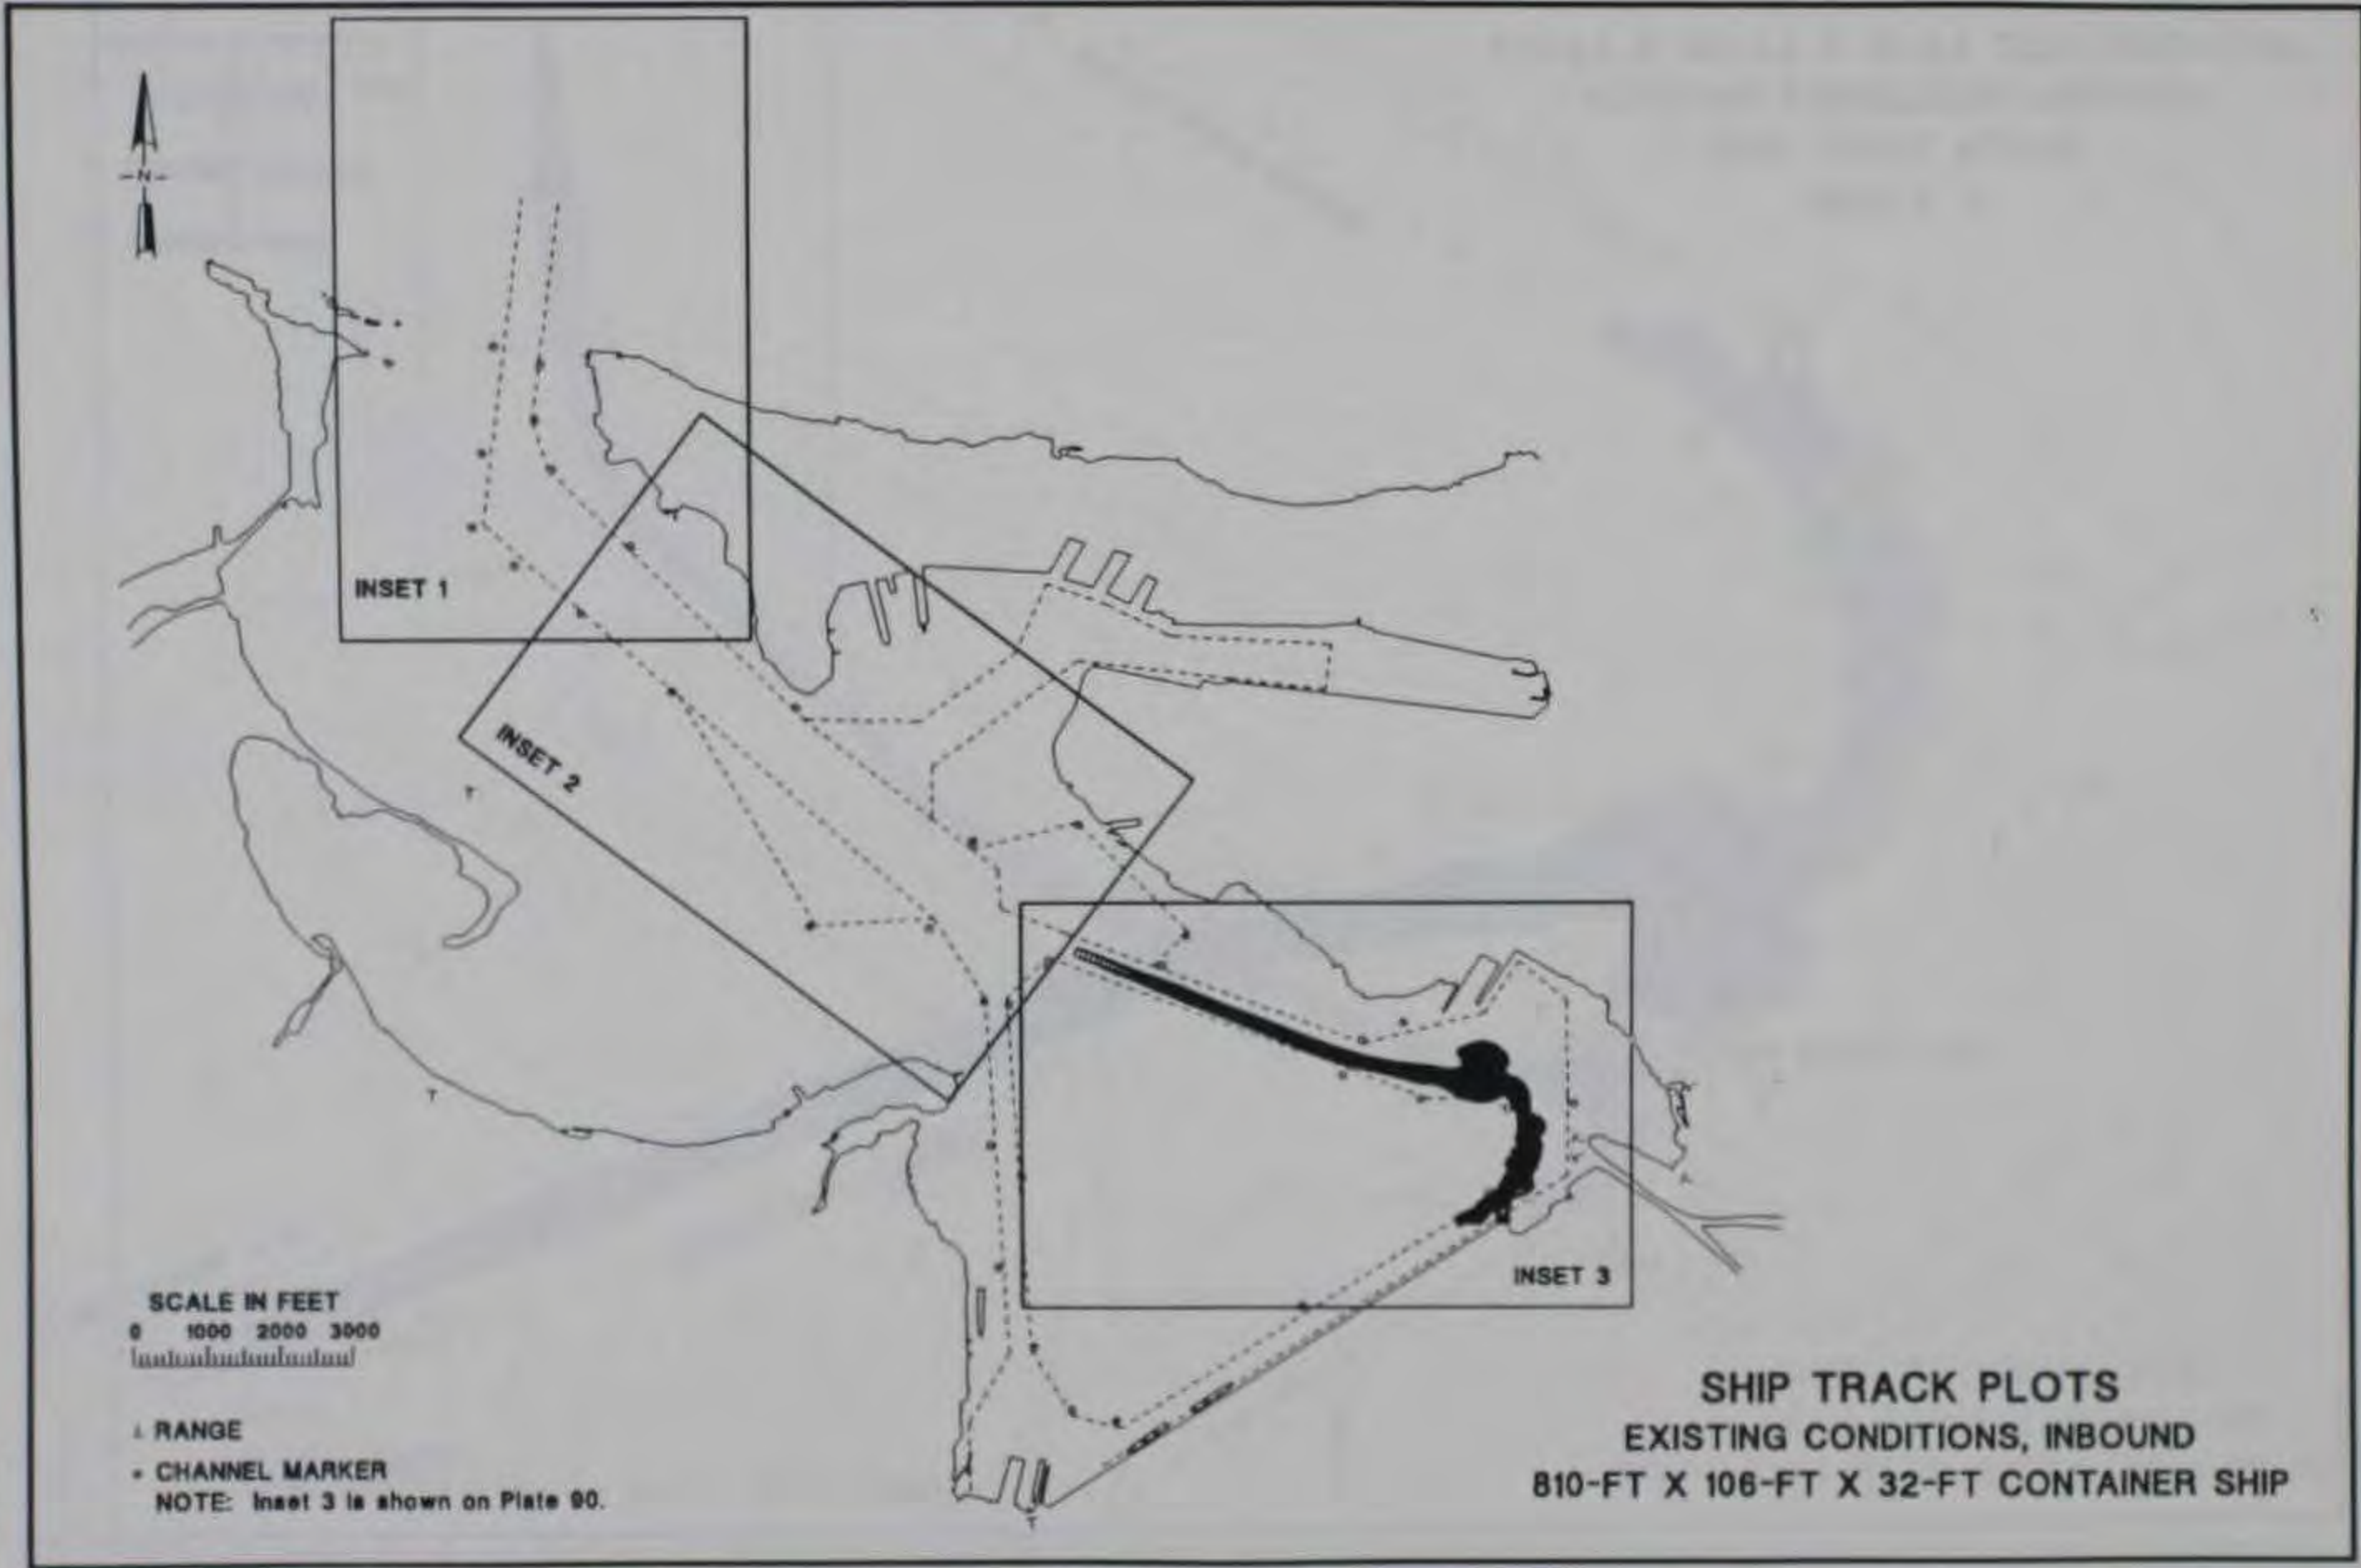 N
INSET 1
INSET 2
INSET 3
SCALE IN FEET
0 1000 2000 3000
RANGE
CHANNEL MARKER
NOTE: Inset 3 is shown on Plate 90.
SHIP TRACK PLOTS
EXISTING CONDITIONS, INBOUND
810-FT X 106-FT X 32-FT CONTAINER SHIP